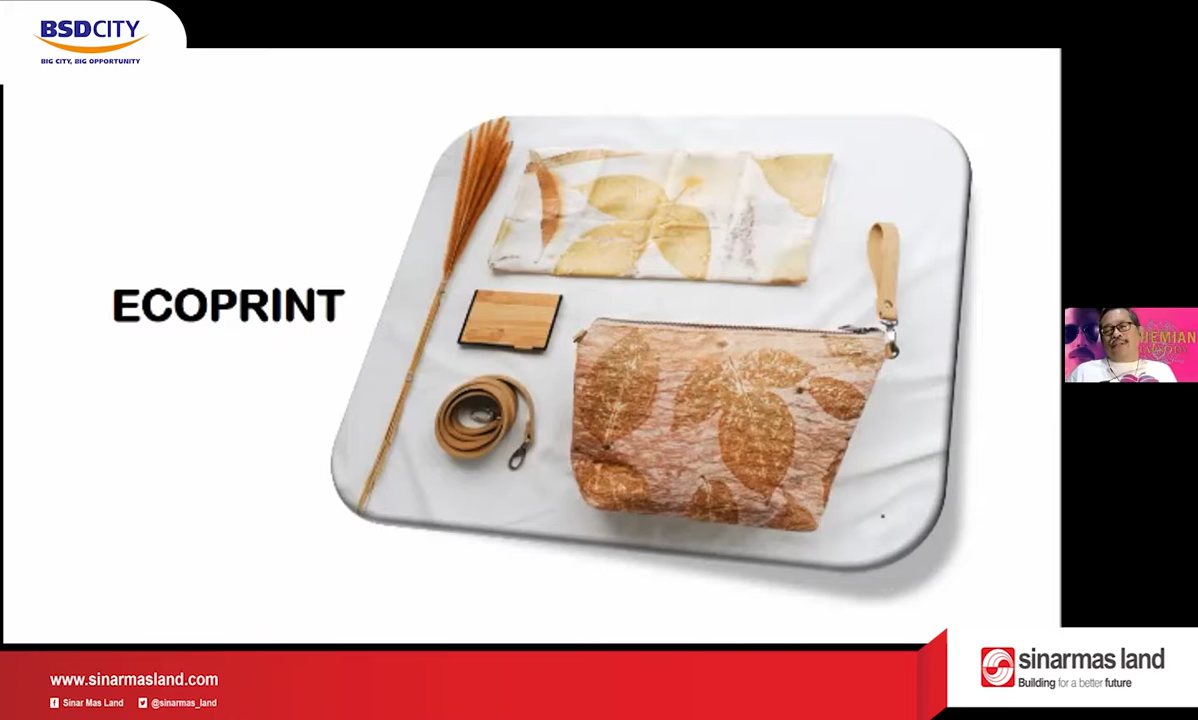 BSDCITY
BIG CITY, BIG OPPORTUNITY
ECOPRINT
www.sinarmasland.com
Sinar Mas Land
@sinarmas_land
sinarmas land
Building for a better future